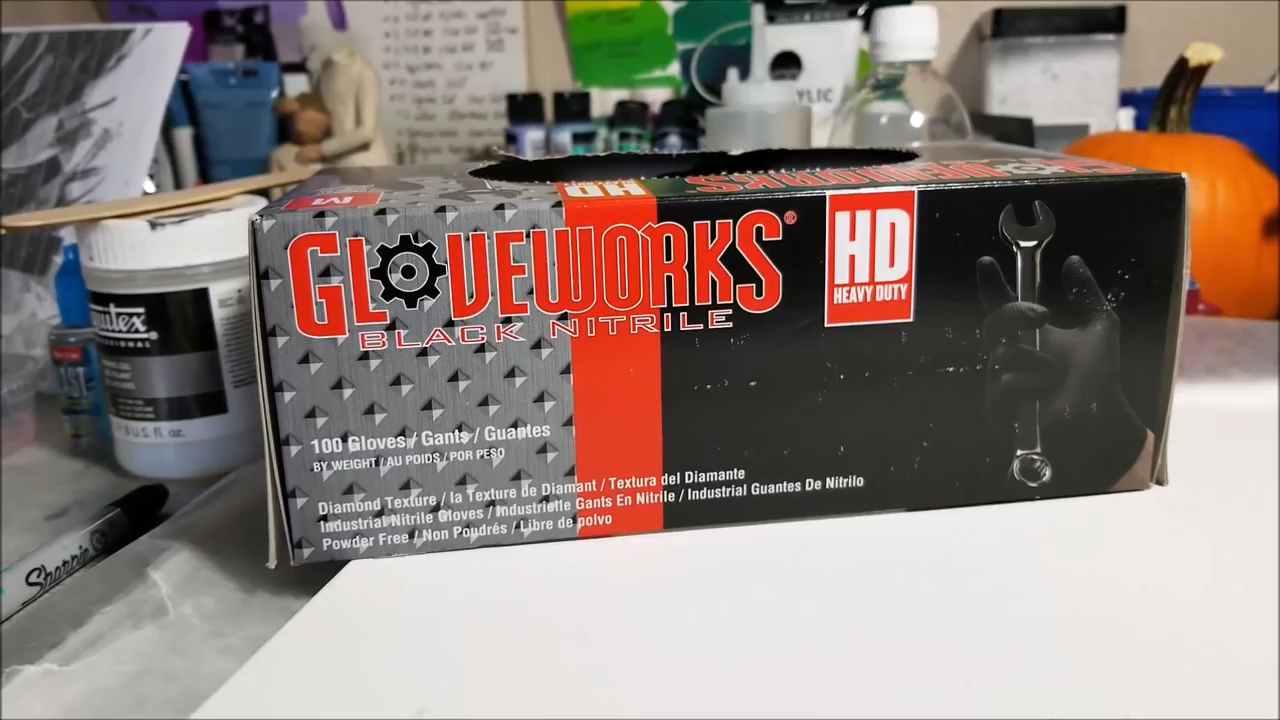 M
HD
GLOVEWORKS
GLOVEWORKS®
BLACK NITRILE
HD
HEAVY DUTY
100 Gloves / Gants / Guantes
BY WEIGHT / AU POIDS / POR PESO
Diamond Texture / la Texture de Diamant / Textura del Diamante
Industrial Nitrile Gloves / Industrielle Gants En Nitrile / Industrial Guantes De Nitrilo
Powder Free / Non Poudrés / Libre de polvo
Sharpie